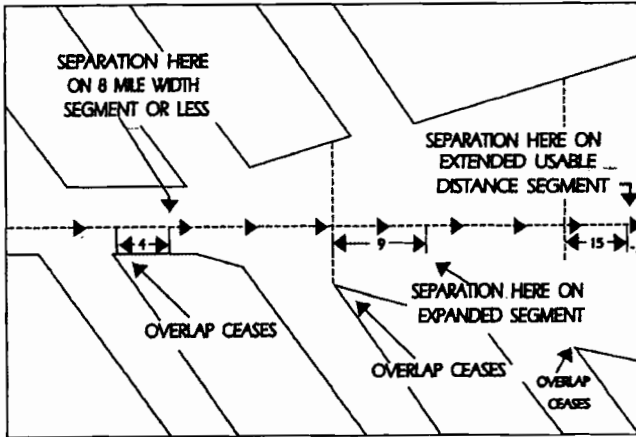 SEPARATION HERE
ON 8 MILE WIDTH
SEGMENT OR LESS
SEPARATION HERE ON
EXTENDED USABLE
DISTANCE SEGMENT
4
9
15
OVERLAP CEASES
SEPARATION HERE ON
EXPANDED SEGMENT
OVERLAP CEASES
OVERLAP
CEASES